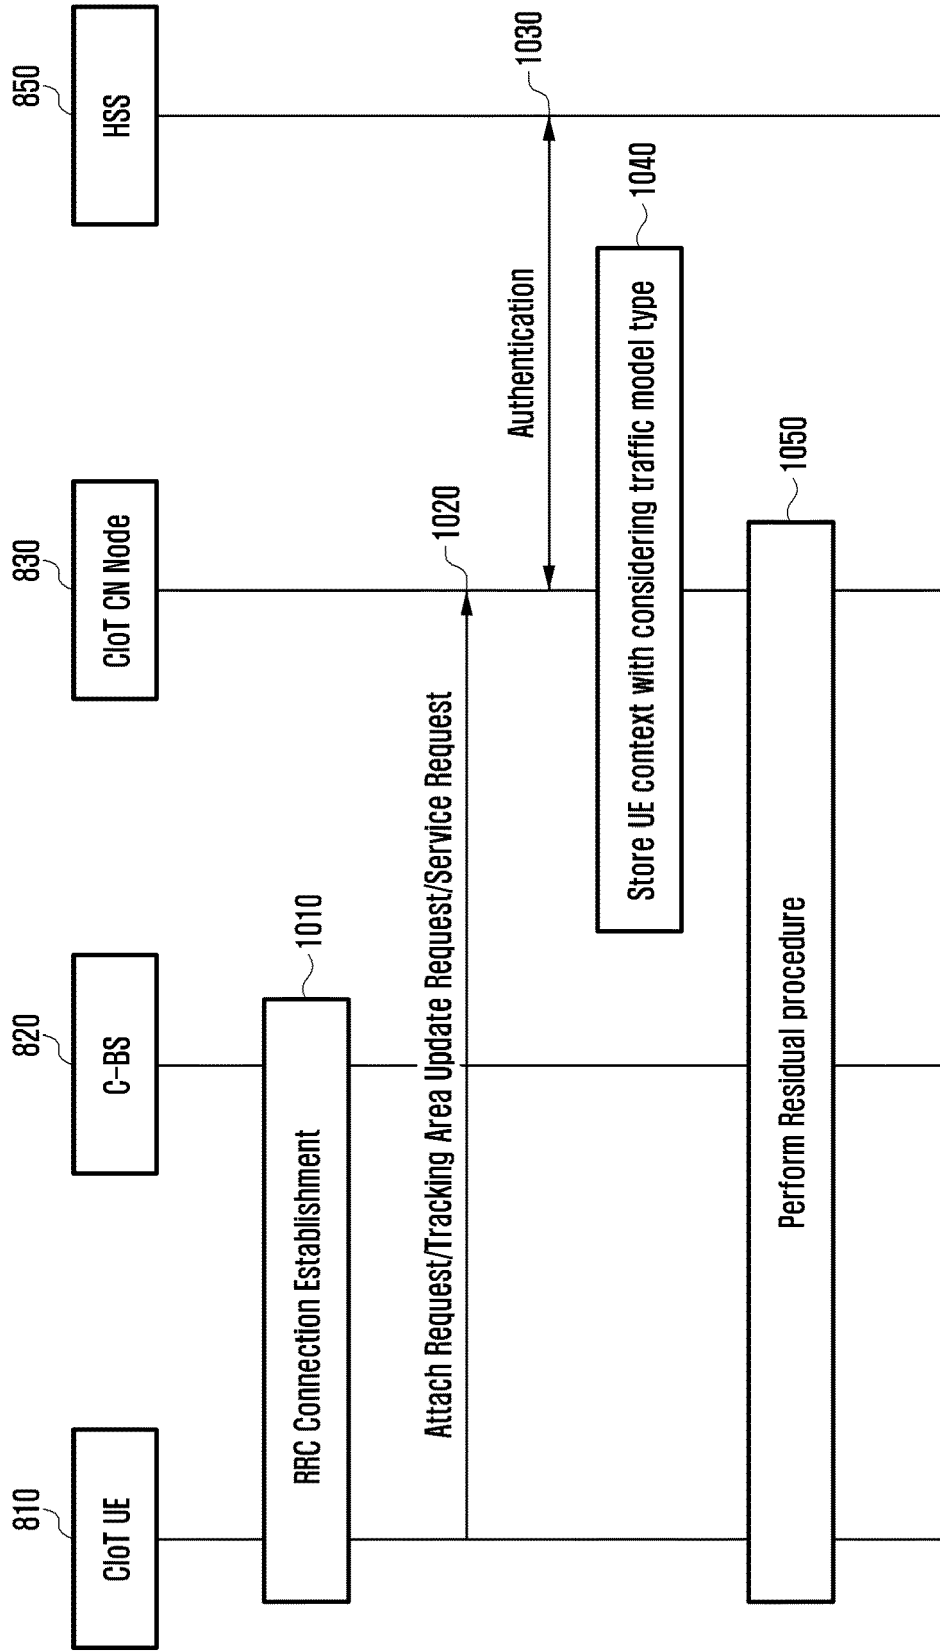 810
CIoT UE
820
C-BS
830
CIoT CN Node
850
HSS
RRC Connection Establishment
1010
Attach Request/Tracking Area Update Request/Service Request
1020
Authentication
1030
Store UE context with considering traffic model type
1040
Perform Residual procedure
1050